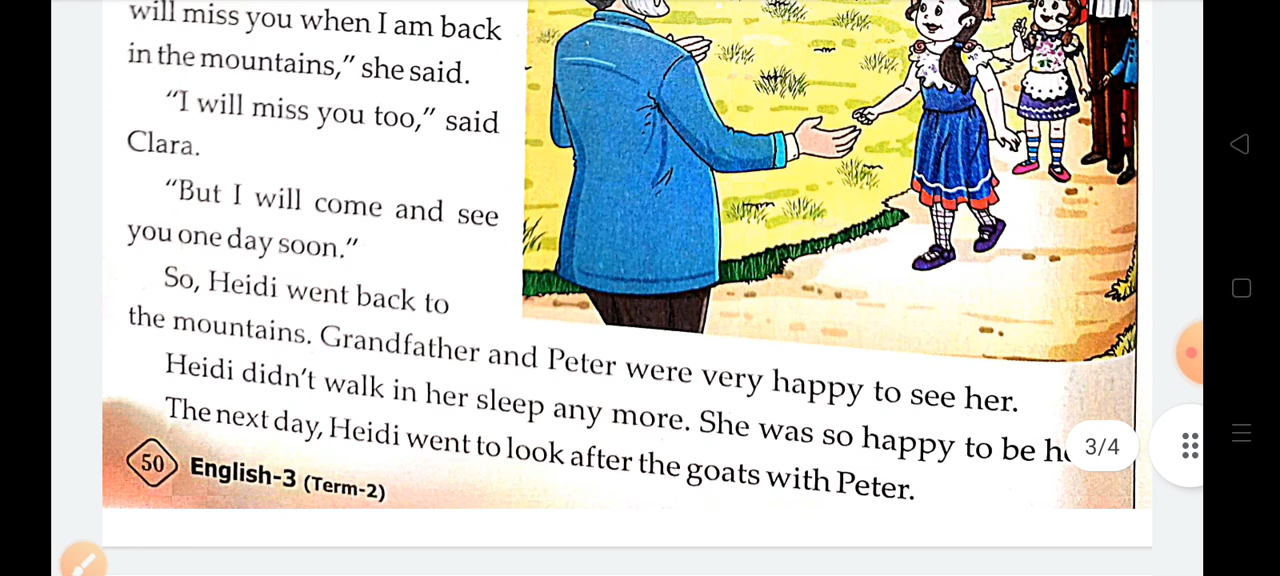 will miss you when I am back
in the mountains,” she said.
“I will miss you too,” said
Clara.
“But I will come and see
you one day soon.”
So, Heidi went back to
the mountains. Grandfather and Peter were very happy to see her.
Heidi didn’t walk in her sleep any more. She was so happy to be
The next day, Heidi went to look after the goats with Peter.
50 English-3 (Term-2)
3/4